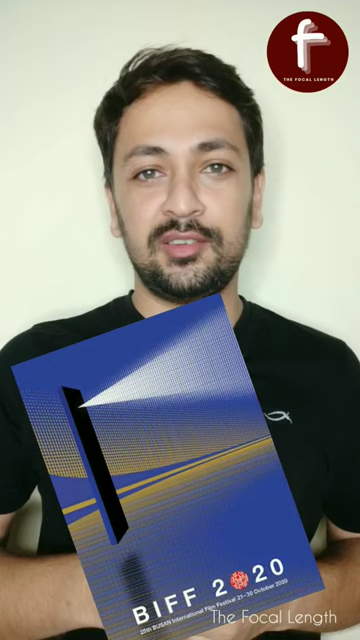 THE FOCAL LENGTH
BIFF 2020
25th BUSAN International Film Festival 21-30 October 2020
The Focal Length